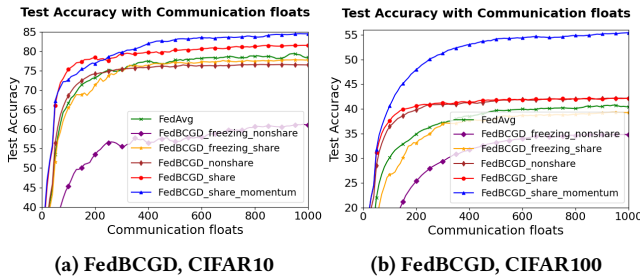 Test Accuracy with Communication floats
85
80
75
70
65
60
55
50
45
40
Test Accuracy
FedAvg
FedBCGD_freezing_nonshare
FedBCGD_freezing_share
FedBCGD_nonshare
FedBCGD_share
FedBCGD_share_momentum
0 200 400 600 800 1000
Communication floats
(a) FedBCGD, CIFAR10
Test Accuracy with Communication floats
55
50
45
40
35
30
25
20
Test Accuracy
FedAvg
FedBCGD_freezing_nonshare
FedBCGD_freezing_share
FedBCGD_nonshare
FedBCGD_share
FedBCGD_share_momentum
0 200 400 600 800 1000
Communication floats
(b) FedBCGD, CIFAR100